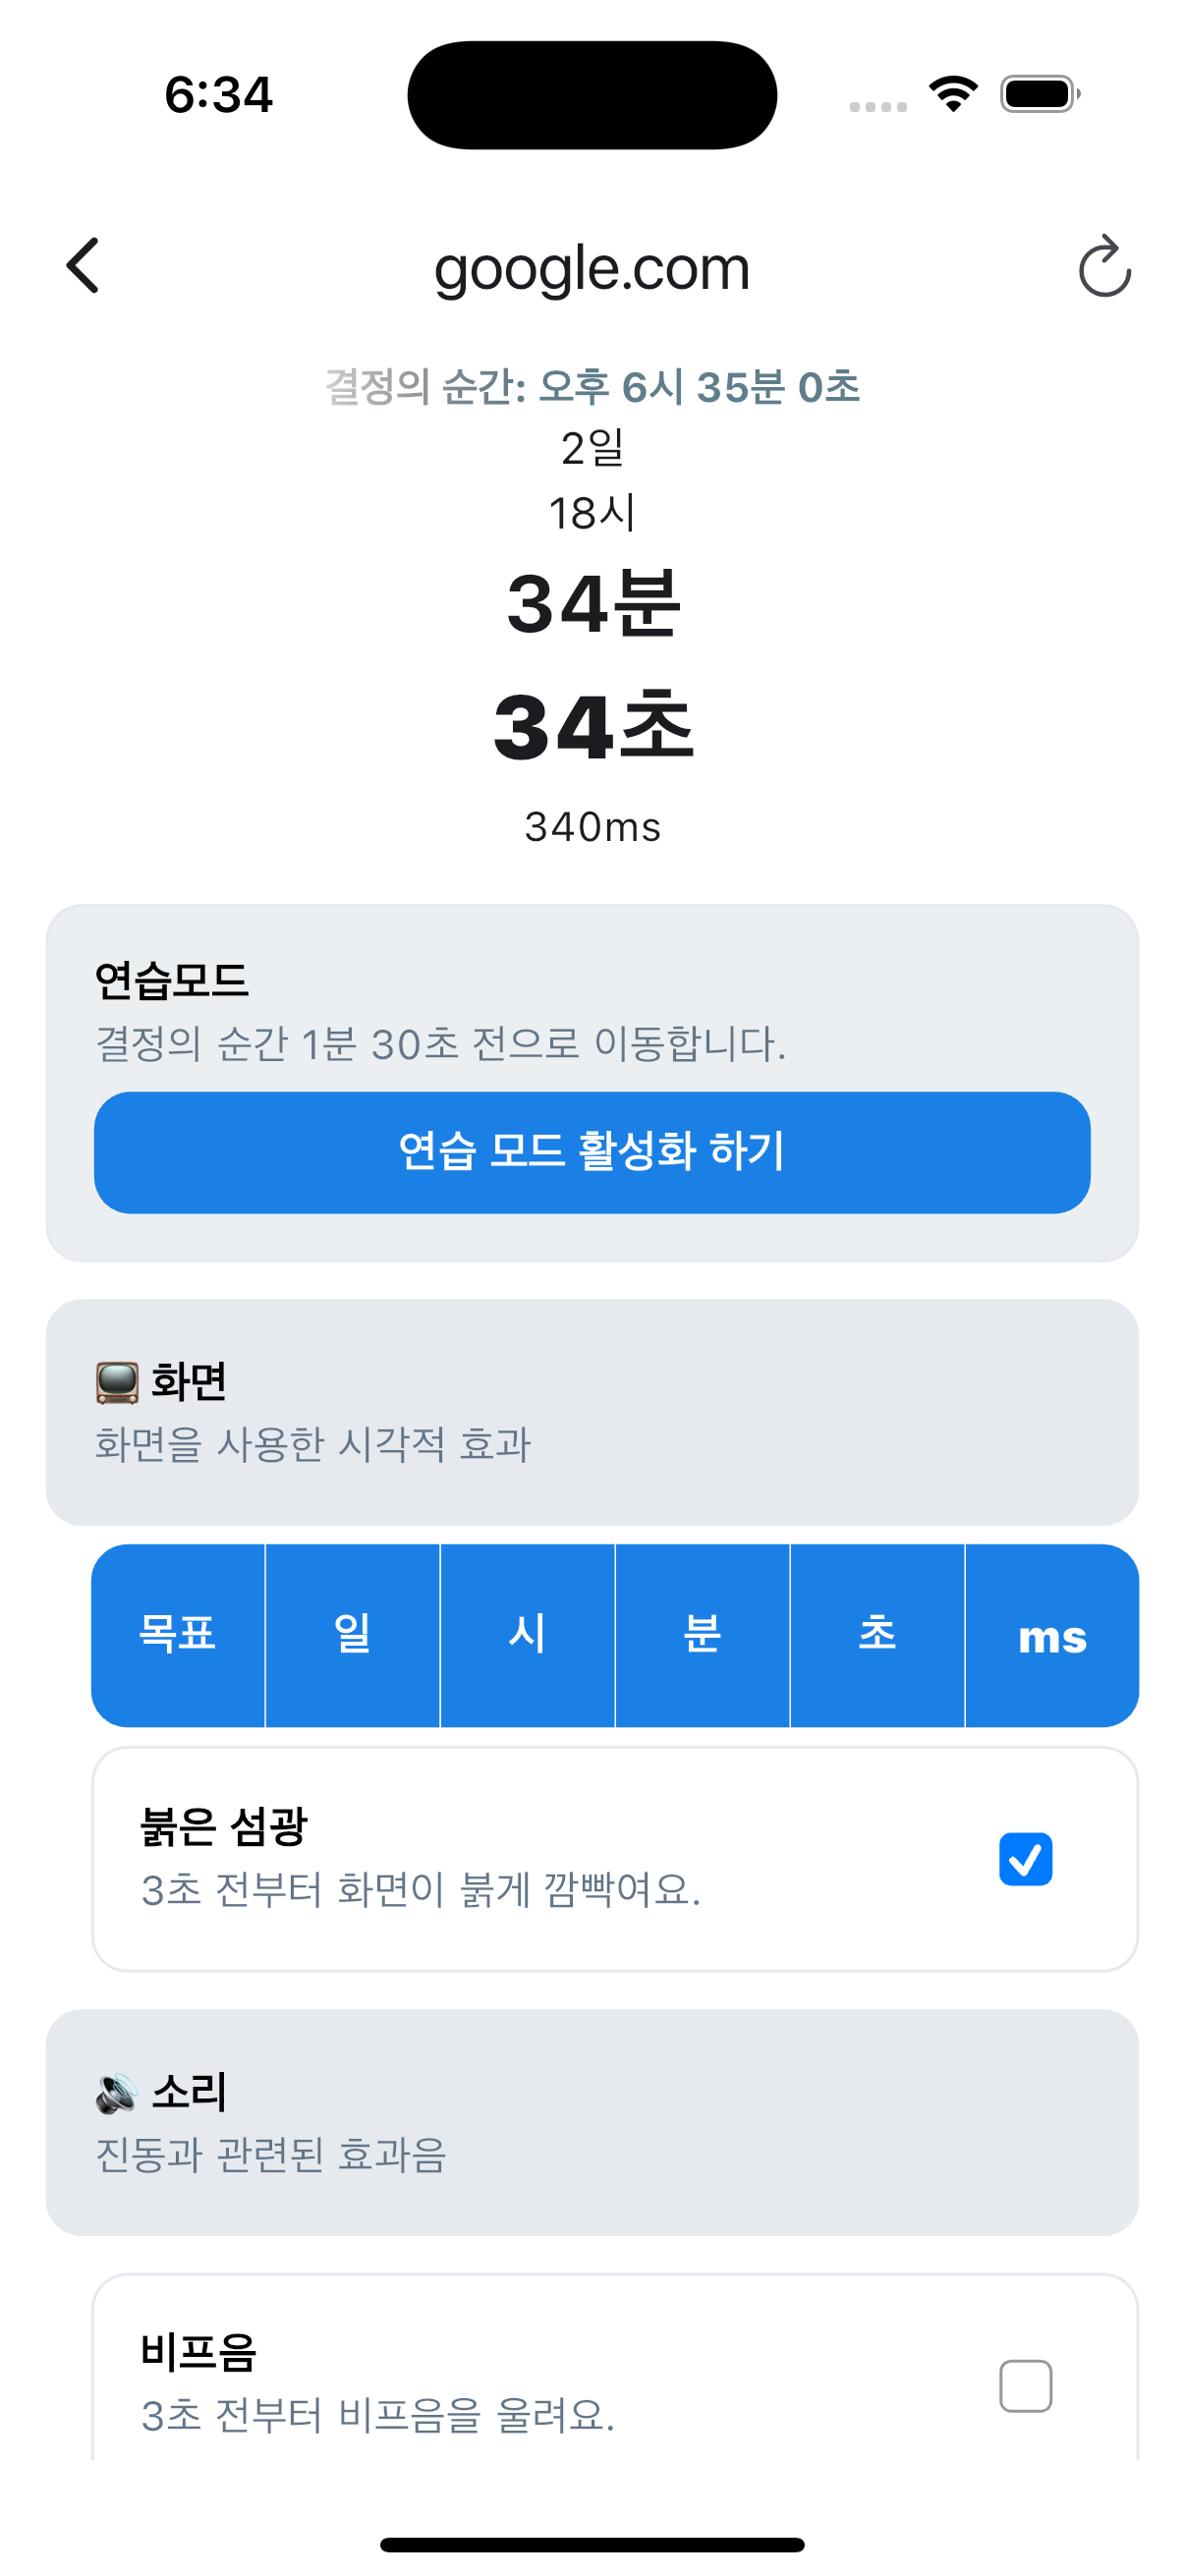 6:34
google.com
결정의 순간: 오후 6시 35분 0초
2일
18시
34분
34초
340ms
연습모드
결정의 순간 1분 30초 전으로 이동합니다.
연습 모드 활성화 하기
📺 화면
화면을 사용한 시각적 효과
목표 일 시 분 초 ms
붉은 섬광
3초 전부터 화면이 붉게 깜빡여요.
🔊 소리
진동과 관련된 효과음
비프음
3초 전부터 비프음을 울려요.